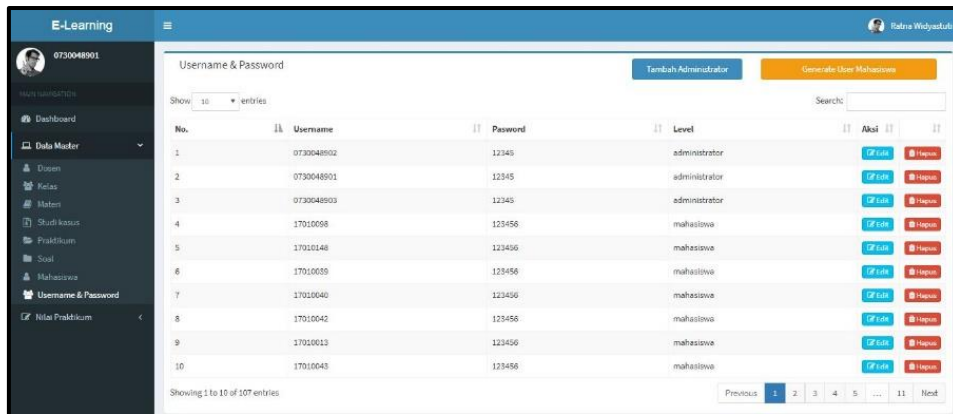 E-Learning
Ratna Widyastuti
0730048901
MAIN NAVIGATION
Dashboard
Data Master
Dosen
Kelas
Materi
Studi kasus
Praktikum
Soal
Mahasiswa
Username & Password
Nilai Praktikum
Username & Password
Tambah Administrator
Generate User Mahasiswa
Show 10 entries
Search:
No. Username Pasword Level Aksi
1 0730048902 12345 administrator Edit Hapus
2 0730048901 12345 administrator Edit Hapus
3 0730048903 12345 administrator Edit Hapus
4 17010098 123456 mahasiswa Edit Hapus
5 17010148 123456 mahasiswa Edit Hapus
6 17010039 123456 mahasiswa Edit Hapus
7 17010040 123456 mahasiswa Edit Hapus
8 17010042 123456 mahasiswa Edit Hapus
9 17010013 123456 mahasiswa Edit Hapus
10 17010043 123456 mahasiswa Edit Hapus
Showing 1 to 10 of 107 entries
Previous 1 2 3 4 5 ... 11 Next